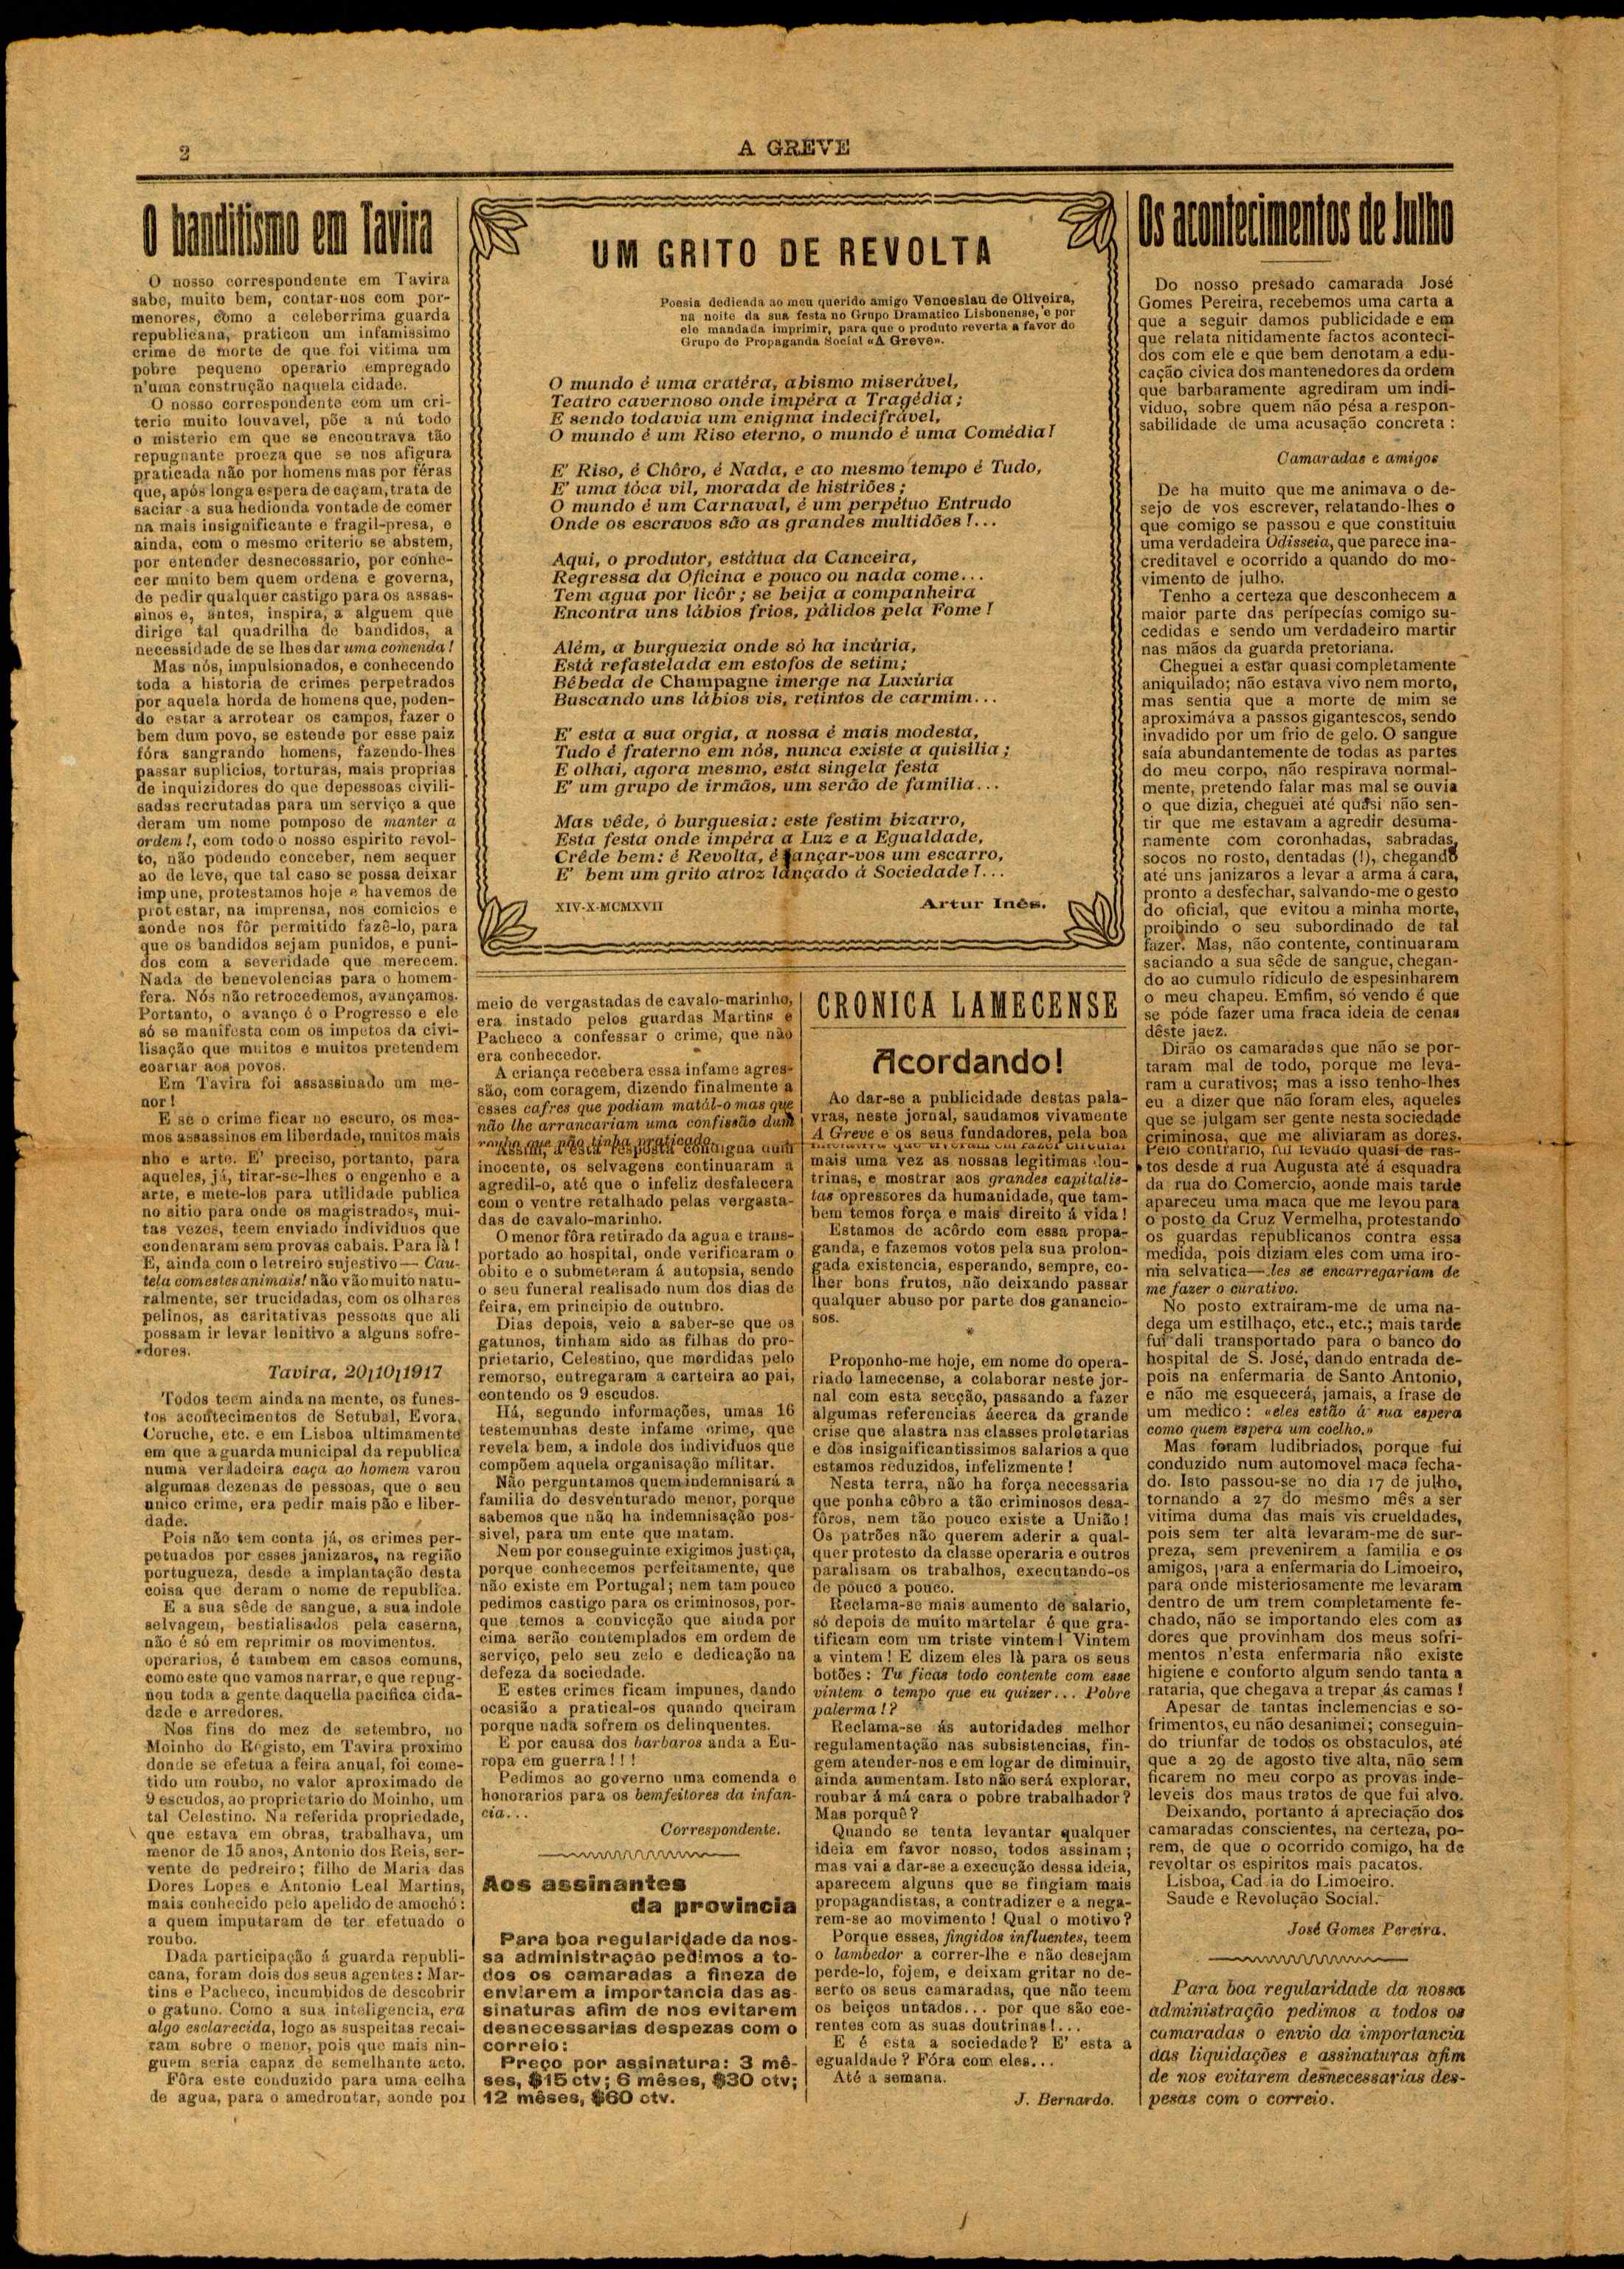 2
A GREVE
O banditismo em Tavira
O nosso correspondente em Tavira
sabe, muito bem, contar-nos com por-
menores, como a celeberrima guarda
republicana, praticou um infamissimo
crime de morte de que foi vitima um
pobre pequeno operario empregado
n'uma construção naquela cidade.
O nosso correspondente com um cri-
terio muito louvavel, põe a nú todo
o misterio em que se encontrava tão
repugnante proeza que se nos afigura
praticada não por homens mas por féras
que, após longa espera de caçam, trata de
saciar a sua hedionda vontade de comer
na mais insignificante e fragil-presa, e
ainda, com o mesmo criterio se abstem,
por entender desnecessario, por conhe-
cer muito bem quem ordena e governa,
de pedir qualquer castigo para os assas-
sinos e, antes, inspira, a alguem que
dirige tal quadrilha de bandidos, a
necessidade de se lhes dar uma comenda!
Mas nós, impulsionados, e conhecendo
toda a historia de crimes perpetrados
por aquela horda de homens que, poden-
do estar a arrotear os campos, fazer o
bem dum povo, se estende por esse paiz
fóra sangrando homens, fazendo-lhes
passar suplicios, torturas, mais proprias
de inquizidores do que depessoas civili-
sadas recrutadas para um serviço a que
deram um nome pomposo de manter a
ordem!, com todo o nosso espirito revol-
to, não podendo conceber, nem sequer
ao de leve, que tal caso se possa deixar
impune, protestamos hoje e havemos de
protestar, na imprensa, nos comicios e
aonde nos fôr permitido fazê-lo, para
que os bandidos sejam punidos, e puni-
dos com a severidade que merecem.
Nada de benevolencias para o homem-
fera. Nós não retrocedemos, avançamos.
Portanto, o avanço é o Progresso e ele
só se manifesta com os impetos da civi-
lisação que muitos e muitos pretendem
coartar aos povos.
Em Tavira foi assassinado um me-
nor!
E se o crime ficar no escuro, os mes-
mos assassinos em liberdade, muitos mais
nho e arte. E' preciso, portanto, para
aqueles, já, tirar-se-lhes o engenho e a
arte, e mete-los para utilidade publica
no sitio para onde os magistrados, mui-
tas vezes, teem enviado individuos que
condenaram sem provas cabais. Para lá!
E, ainda com o letreiro sujestivo — Cau-
tela com estes animais! não vão muito natu-
ralmente, ser trucidadas, com os olhares
pelinos, as caritativas pessoas que ali
possam ir levar lenitivo a alguns sofre-
dores.
Tavira, 20|10|1917
Todos teem ainda na mente, os funes-
tos acontecimentos de Setubal, Evora,
Coruche, etc. e em Lisboa ultimamente
em que a guarda municipal da republica
numa verdadeira caça ao homem varou
algumas dezenas de pessoas, que o seu
unico crime, era pedir mais pão e liber-
dade.
Pois não tem conta já, os crimes per-
petuados por esses janizaros, na região
portugueza, desde a implantação desta
coisa que deram o nome de republica.
E a sua sêde de sangue, a sua indole
selvagem, bestialisados pela caserna,
não é só em reprimir os movimentos.
operarios, é tambem em casos comuns,
como este que vamos narrar, e que repug-
nou toda a gente daquella pacifica cida-
dade e arredores.
Nos fins do mez de setembro, no
Moinho do Registo, em Tavira proximo
donde se efetua a feira anual, foi come-
tido um roubo, no valor aproximado de
9 escudos, ao proprietario do Moinho, um
tal Celestino. Na referida propriedade,
que estava em obras, trabalhava, um
menor de 15 anos, Antonio dos Reis, ser-
vente de pedreiro; filho de Maria das
Dores Lopes e Antonio Leal Martins,
mais conhecido pelo apelido de amochó:
a quem imputaram de ter efetuado o
roubo.
Dada participação á guarda republi-
cana, foram dois dos seus agentes: Mar-
tins e Pacheco, incumbidos de descobrir
o gatuno. Como a sua inteligencia, era
algo esclarecida, logo as suspeitas recai-
ram sobre o menor, pois que mais nin-
guem seria capaz de semelhante acto.
Fôra este conduzido para uma celha
de agua, para o amedrontar, aonde por
UM GRITO DE REVOLTA
Poesia dedicada ao meu querido amigo Venceslau de Oliveira,
na noite da sua festa no Grupo Dramatico Lisbonense, e por
ele mandada imprimir, para que o produto reverta a favor do
Grupo de Propaganda Social «A Greve».
O mundo é uma cratéra, abismo miserável,
Teatro cavernoso onde impéra a Tragédia;
E sendo todavia um enigma indecifrável,
O mundo é um Riso eterno, o mundo é uma Comédia!
E' Riso, é Chôro, é Nada, e ao mesmo tempo é Tudo,
E' uma tóca vil, morada de histriões;
O mundo é um Carnaval, é um perpétuo Entrudo
Onde os escravos são as grandes multidões!...
Aqui, o produtor, estátua da Canceira,
Regressa da Oficina e pouco ou nada come...
Tem agua por licôr; se beija a companheira
Encontra uns lábios frios, pálidos pela Fome!
Além, a burguezia onde só ha incúria,
Está refastelada em estofos de setim;
Bêbeda de Champagne imerge na Luxúria
Buscando uns lábios vis, retintos de carmim...
E' esta a sua orgia, a nossa é mais modesta,
Tudo é fraterno em nós, nunca existe a quisilia;
E olhai, agora mesmo, esta singela festa
E' um grupo de irmãos, um serão de familia...
Mas vêde, ó burguesia: este festim bizarro,
Esta festa onde impéra a Luz e a Egualdade,
Crêde bem: é Revolta, é lançar-vos um escarro,
E' bem um grito atroz lançado á Sociedade!...
XIV-X-MCMXVII
Artur Inês.
meio de vergastadas de cavalo-marinho,
era instado pelos guardas Martins e
Pacheco a confessar o crime, que não
era conhecedor.
A criança recebera essa infame agres-
são, com coragem, dizendo finalmente a
esses cafres que podiam matál-o mas que
não lhe arrancariam uma confissão dum
roubo que não tinha praticado.
Assim, a esta resposta condigna dum
inocente, os selvagens continuaram a
agredil-o, até que o infeliz desfalecera
com o ventre retalhado pelas vergasta-
das de cavalo-marinho.
O menor fôra retirado da agua e trans-
portado ao hospital, onde verificaram o
obito e o submeteram á autopsia, sendo
o seu funeral realisado num dos dias de
feira, em principio de outubro.
Dias depois, veio a saber-se que os
gatunos, tinham sido as filhas do pro-
prietario, Celestino, que mordidas pelo
remorso, entregaram a carteira ao pai,
contendo os 9 escudos.
Há, segundo informações, umas 16
testemunhas deste infame crime, que
revela bem, a indole dos individuos que
compõem aquela organisação mílitar.
Não perguntamos quem indemnisará a
familia do desventurado menor, porque
sabemos que não ha indemnisação pos-
sivel, para um ente que matam.
Nem por conseguinte exigimos justiça,
porque conhecemos perfeitamente, que
não existe em Portugal; nem tam pouco
pedimos castigo para os criminosos, por-
que temos a convicção que ainda por
cima serão contemplados em ordem de
serviço, pelo seu zelo e dedicação na
defeza da sociedade.
E estes crimes ficam impunes, dando
ocasião a pratical-os quando queiram
porque nada sofrem os delinquentes.
E por causa dos barbaros anda a Eu-
ropa em guerra!!!
Pedimos ao governo uma comenda e
honorarios para os bemfeitores da infan-
cia...
Correspondente.
Aos assinantes
da provincia
Para boa regularidade da nos-
sa administração pedimos a to-
dos os camaradas a fineza de
enviarem a importancia das as-
sinaturas afim de nos evitarem
desnecessarias despezas com o
correio:
Preço por assinatura: 3 mê-
ses, $15 ctv; 6 mêses, $30 ctv;
12 mêses, $60 ctv.
CRONICA LAMECENSE
Acordando!
Ao dar-se a publicidade destas pala-
vras, neste jornal, saudamos vivamente
A Greve e os seus fundadores, pela boa
mais uma vez as nossas legitimas dou-
trinas, e mostrar aos grandes capitalis-
tas opressores da humanidade, que tam-
bem temos força e mais direito á vida!
Estamos de acôrdo com essa propa-
ganda, e fazemos votos pela sua prolon-
gada existencia, esperando, sempre, co-
lher bons frutos, não deixando passar
qualquer abuso por parte dos ganancio-
sos.
*
Proponho-me hoje, em nome do opera-
riado lamecense, a colaborar neste jor-
nal com esta secção, passando a fazer
algumas referencias ácerca da grande
crise que alastra nas classes proletarias
e dos insignificantissimos salarios a que
estamos reduzidos, infelizmente!
Nesta terra, não ha força necessaria
que ponha côbro a tão criminosos desa-
fôros, nem tão pouco existe a União!
Os patrões não querem aderir a qual-
quer protesto da classe operaria e outros
paralisam os trabalhos, executando-os
de pouco a pouco.
Reclama-se mais aumento de salario,
só depois de muito martelar é que gra-
tificam com um triste vintem! Vintem
a vintem! E dizem eles lá para os seus
botões: Tu ficas todo contente com esse
vintem o tempo que eu quizer... Pobre
palerma!?
Reclama-se ás autoridades melhor
regulamentação nas subsistencias, fin-
gem atender-nos e em logar de diminuir,
ainda aumentam. Isto não será explorar,
roubar á má cara o pobre trabalhador?
Mas porquê?
Quando se tenta levantar qualquer
ideia em favor nosso, todos assinam;
mas vai a dar-se a execução dessa ideia,
aparecem alguns que se fingiam mais
propagandistas, a contradizer e a nega-
rem-se ao movimento! Qual o motivo?
Porque esses, fingidos influentes, teem
o lambedor a correr-lhe e não desejam
perde-lo, fojem, e deixam gritar no de-
serto os seus camaradas, que não teem
os beiços untados... por que são coe-
rentes com as suas doutrinas!...
E é esta a sociedade? E' esta a
egualdade? Fóra com eles...
Até a semana.
J. Bernardo.
Os acontecimentos de Julho
Do nosso presado camarada José
Gomes Pereira, recebemos uma carta a
que a seguir damos publicidade e em
que relata nitidamente factos aconteci-
dos com ele e que bem denotam a edu-
cação civica dos mantenedores da ordem
que barbaramente agrediram um indi-
viduo, sobre quem não pésa a respon-
sabilidade de uma acusação concreta:
Camaradas e amigos
De ha muito que me animava o de-
sejo de vos escrever, relatando-lhes o
que comigo se passou e que constituiu
uma verdadeira Odisseia, que parece ina-
creditavel e ocorrido a quando do mo-
vimento de julho.
Tenho a certeza que desconhecem a
maior parte das perípecías comigo su-
cedidas e sendo um verdadeiro martir
nas mãos da guarda pretoriana.
Cheguei a estar quasi completamente
aniquilado; não estava vivo nem morto,
mas sentia que a morte de mim se
aproximáva a passos gigantescos, sendo
invadido por um frio de gelo. O sangue
saía abundantemente de todas as partes
do meu corpo, não respirava normal-
mente, pretendo falar mas mal se ouvia
o que dizia, cheguei até quasi não sen-
tir que me estavam a agredir desuma-
namente com coronhadas, sabradas,
socos no rosto, dentadas (!), chegando
até uns janizaros a levar a arma á cara,
pronto a desfechar, salvando-me o gesto
do oficial, que evitou a minha morte,
proibindo o seu subordinado de tal
fazer. Mas, não contente, continuaram
saciando a sua sêde de sangue, chegan-
do ao cumulo ridiculo de espesinharem
o meu chapeu. Emfim, só vendo é que
se póde fazer uma fraca ideia de cenas
dêste jaez.
Dirão os camaradas que não se por-
taram mal de todo, porque me leva-
ram a curativos; mas a isso tenho-lhes
eu a dizer que não foram eles, aqueles
que se julgam ser gente nesta sociedade
criminosa, que me aliviaram as dores.
Pelo contrario, fui levado quasi de ras-
tos desde a rua Augusta até á esquadra
da rua do Comercio, aonde mais tarde
apareceu uma maca que me levou para
o posto da Cruz Vermelha, protestando
os guardas republicanos contra essa
medida, pois diziam eles com uma iro-
nia selvatica—les se encarregariam de
me fazer o curativo.
No posto extrairam-me de uma na-
dega um estilhaço, etc., etc.; mais tarde
fui dali transportado para o banco do
hospital de S. José, dando entrada de-
pois na enfermaria de Santo Antonio,
e não me esquecerá, jamais, a frase de
um medico: «eles estão á sua espera
como quem espera um coelho.»
Mas foram ludibriados, porque fui
conduzido num automovel maca fecha-
do. Isto passou-se no dia 17 de julho,
tornando a 27 do mesmo mês a ser
vitima duma das mais vis crueldades,
pois sem ter alta levaram-me de sur-
preza, sem prevenirem a familia e os
amigos, para a enfermaria do Limoeiro,
para onde misteriosamente me levaram
dentro de um trem completamente fe-
chado, não se importando eles com as
dores que provinham dos meus sofri-
mentos n'esta enfermaria não existe
higiene e conforto algum sendo tanta a
rataria, que chegava a trepar ás camas!
Apesar de tantas inclemencias e so-
frimentos, eu não desanimei; conseguin-
do triunfar de todos os obstaculos, até
que a 29 de agosto tive alta, não sem
ficarem no meu corpo as provas inde-
leveis dos maus tratos de que fui alvo.
Deixando, portanto á apreciação dos
camaradas conscientes, na certeza, po-
rem, de que o ocorrido comigo, ha de
revoltar os espiritos mais pacatos.
Lisboa, Cad ia do Limoeiro.
Saude e Revolução Social.
José Gomes Pereira.
Para boa regularidade da nossa
administração pedimos a todos os
camaradas o envio da importancia
das liquidações e assinaturas afim
de nos evitarem desnecessarias des-
pesas com o correio.